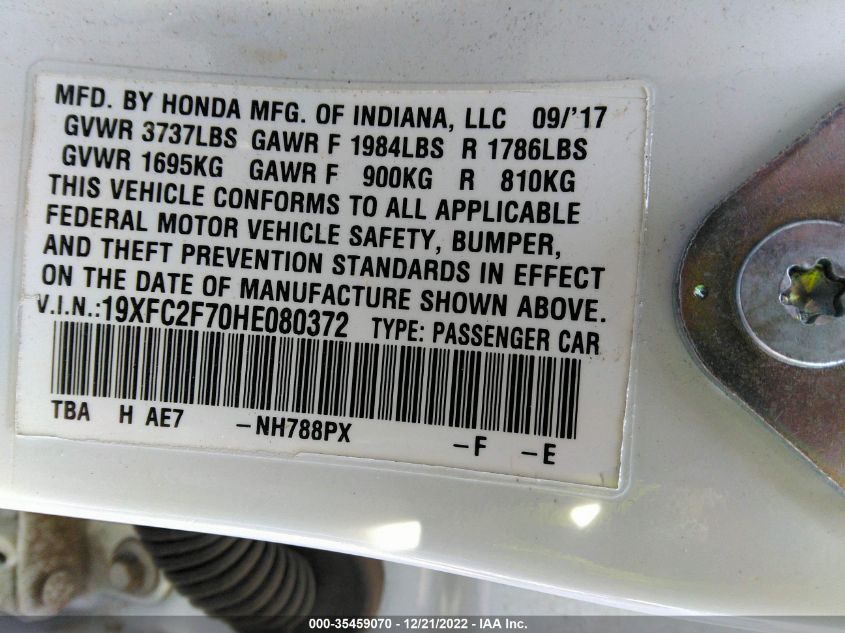 MFD. BY HONDA MFG. OF INDIANA, LLC 09/'17
GVWR 3737LBS GAWR F 1984LBS R 1786LBS
GVWR 1695KG GAWR F 900KG R 810KG
THIS VEHICLE CONFORMS TO ALL APPLICABLE
FEDERAL MOTOR VEHICLE SAFETY, BUMPER,
AND THEFT PREVENTION STANDARDS IN EFFECT
ON THE DATE OF MANUFACTURE SHOWN ABOVE.
V.I.N.:19XFC2F70HE080372 TYPE: PASSENGER CAR
TBA H AE7 -NH788PX -F -E
000-35459070 - 12/21/2022 - IAA Inc.